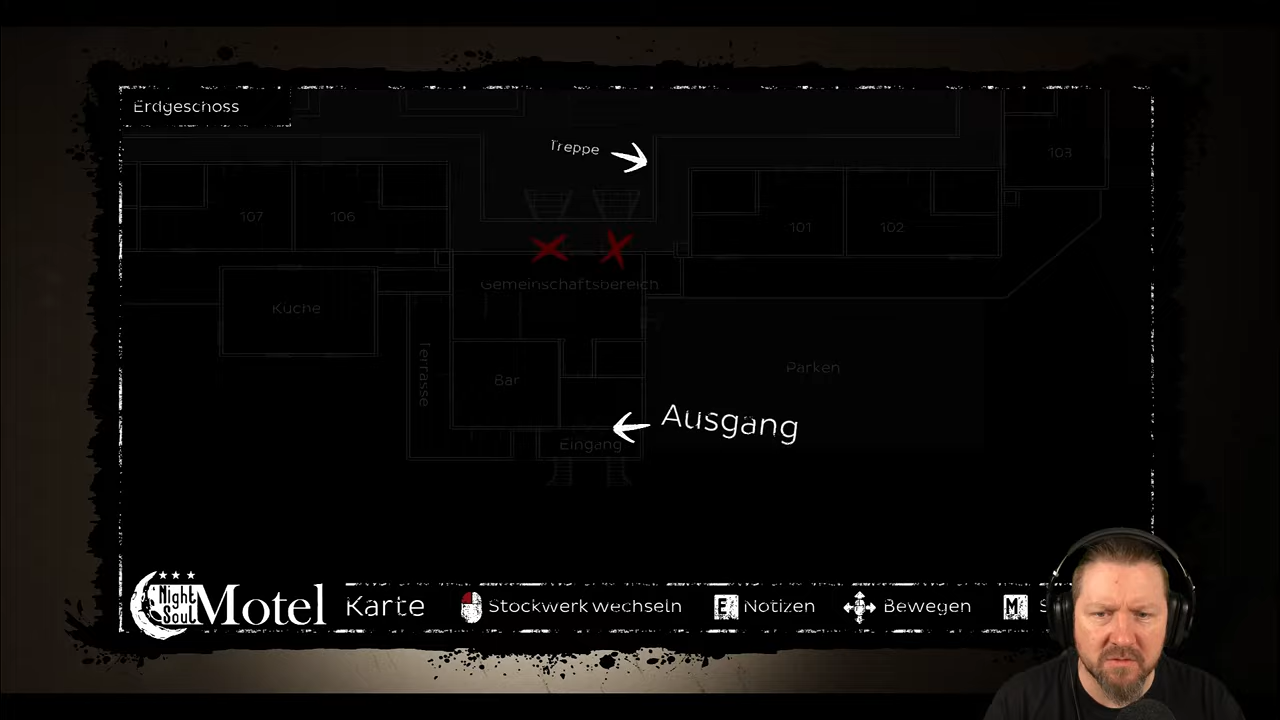 Erdgeschoss
Treppe
103
107
106
101
102
Gemeinschaftsbereich
Küche
Terrasse
Bar
Parken
Ausgang
Eingang
Night Soul Motel
Karte
Stockwerk wechseln
E Notizen
Bewegen
M